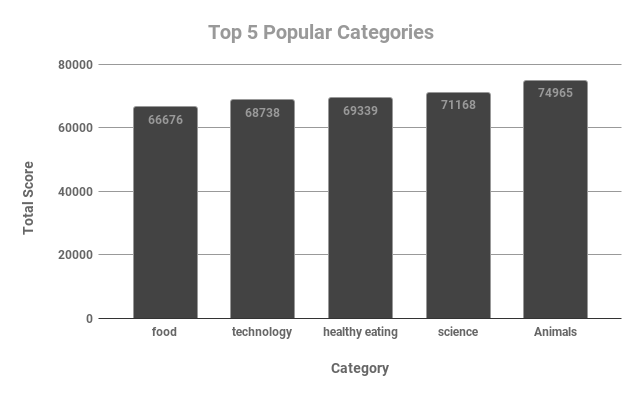 Top 5 Popular Categories
80000
60000
40000
20000
0
Total Score
66676
68738
69339
71168
74965
food
technology
healthy eating
science
Animals
Category